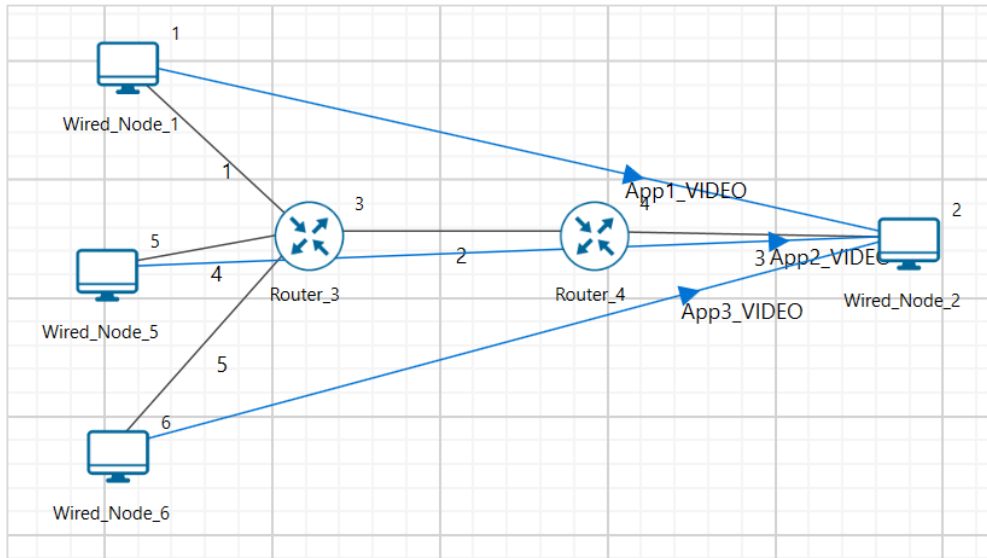 1
Wired_Node_1
1
3
App1_VIDEO
4
2
5
4
2
3
App2_VIDEO
Router_3
Router_4
Wired_Node_2
App3_VIDEO
Wired_Node_5
5
6
Wired_Node_6